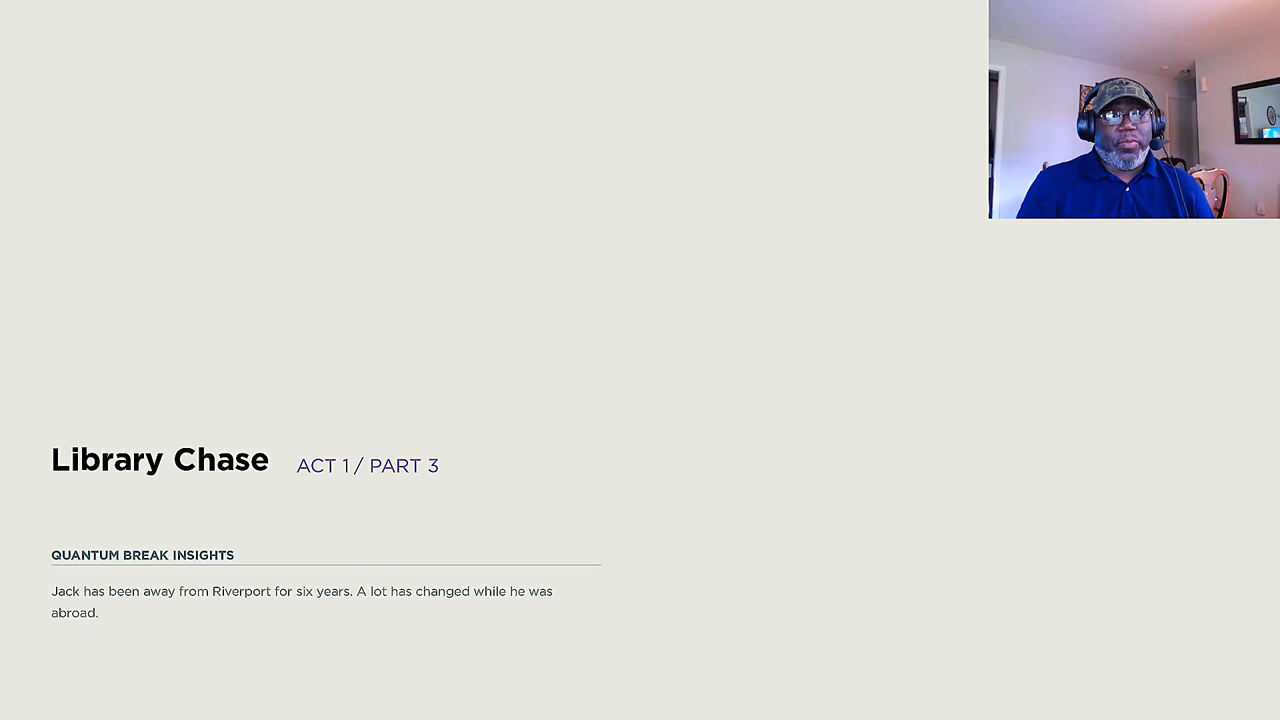 Library Chase ACT 1 / PART 3
QUANTUM BREAK INSIGHTS
Jack has been away from Riverport for six years. A lot has changed while he was
abroad.